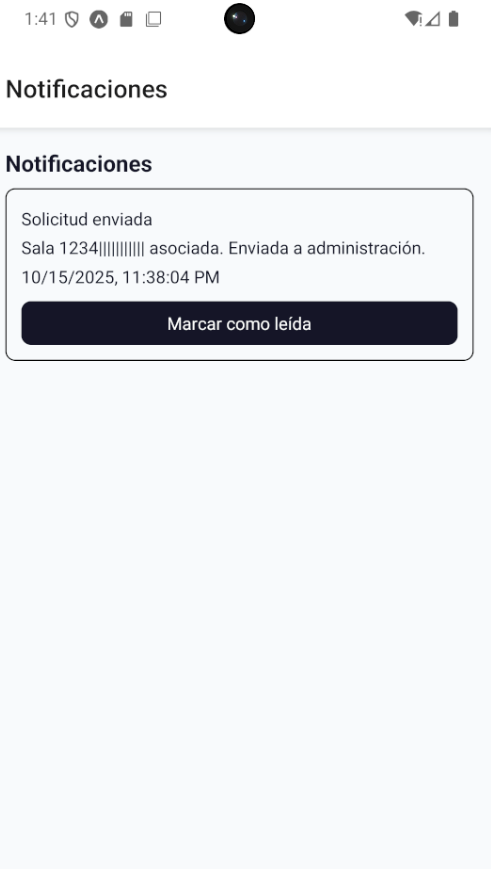 1:41
Notificaciones
Notificaciones
Solicitud enviada
Sala 1234||||||||||| asociada. Enviada a administración.
10/15/2025, 11:38:04 PM
Marcar como leída